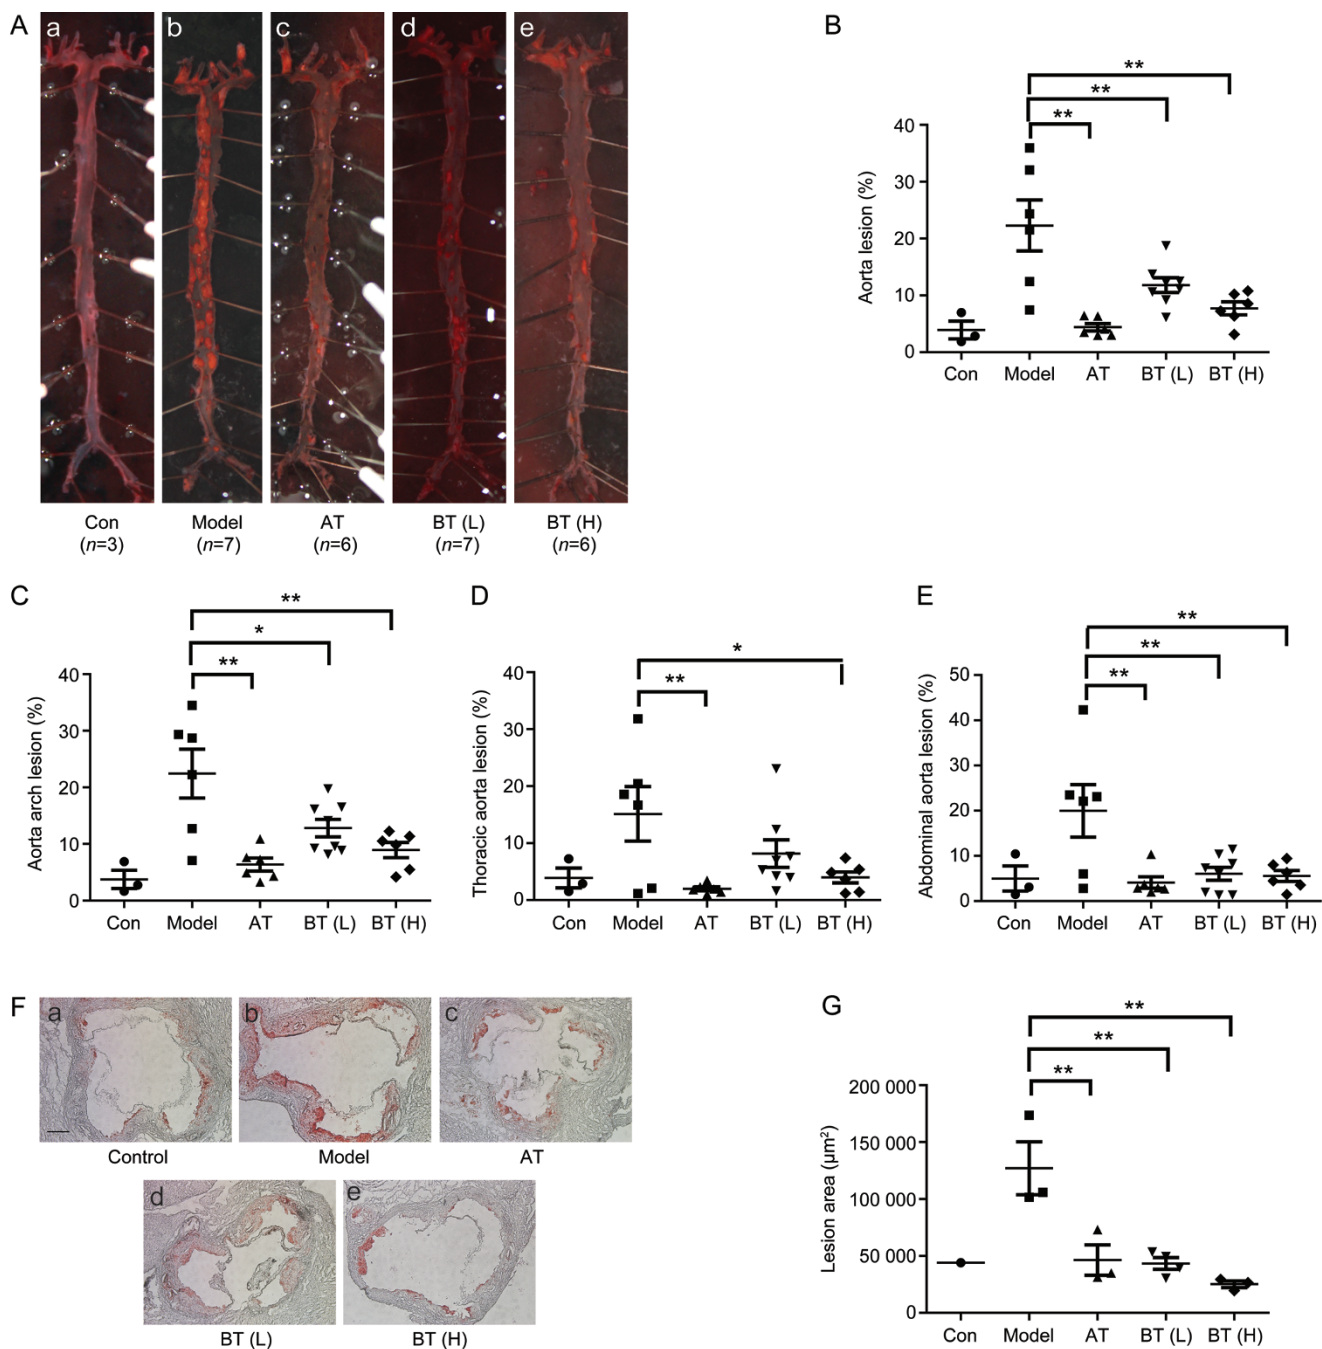 A
a b c d e
Con Model AT BT (L) BT (H)
(n=3) (n=7) (n=6) (n=7) (n=6)
B
** 
**
**
Aorta lesion (%)
40
30
20
10
0
Con Model AT BT (L) BT (H)
C
**
*
**
Aorta arch lesion (%)
40
30
20
10
0
Con Model AT BT (L) BT (H)
D
*
**
Thoracic aorta lesion (%)
40
20
10
0
Con Model AT BT (L) BT (H)
E
**
**
**
Abdominal aorta lesion (%)
50
40
30
20
10
0
Con Model AT BT (L) BT (H)
F
a b c
Control Model AT
d e
BT (L) BT (H)
G
**
**
**
Lesion area (µm²)
200 000
150 000
100 000
50 000
0
Con Model AT BT (L) BT (H)